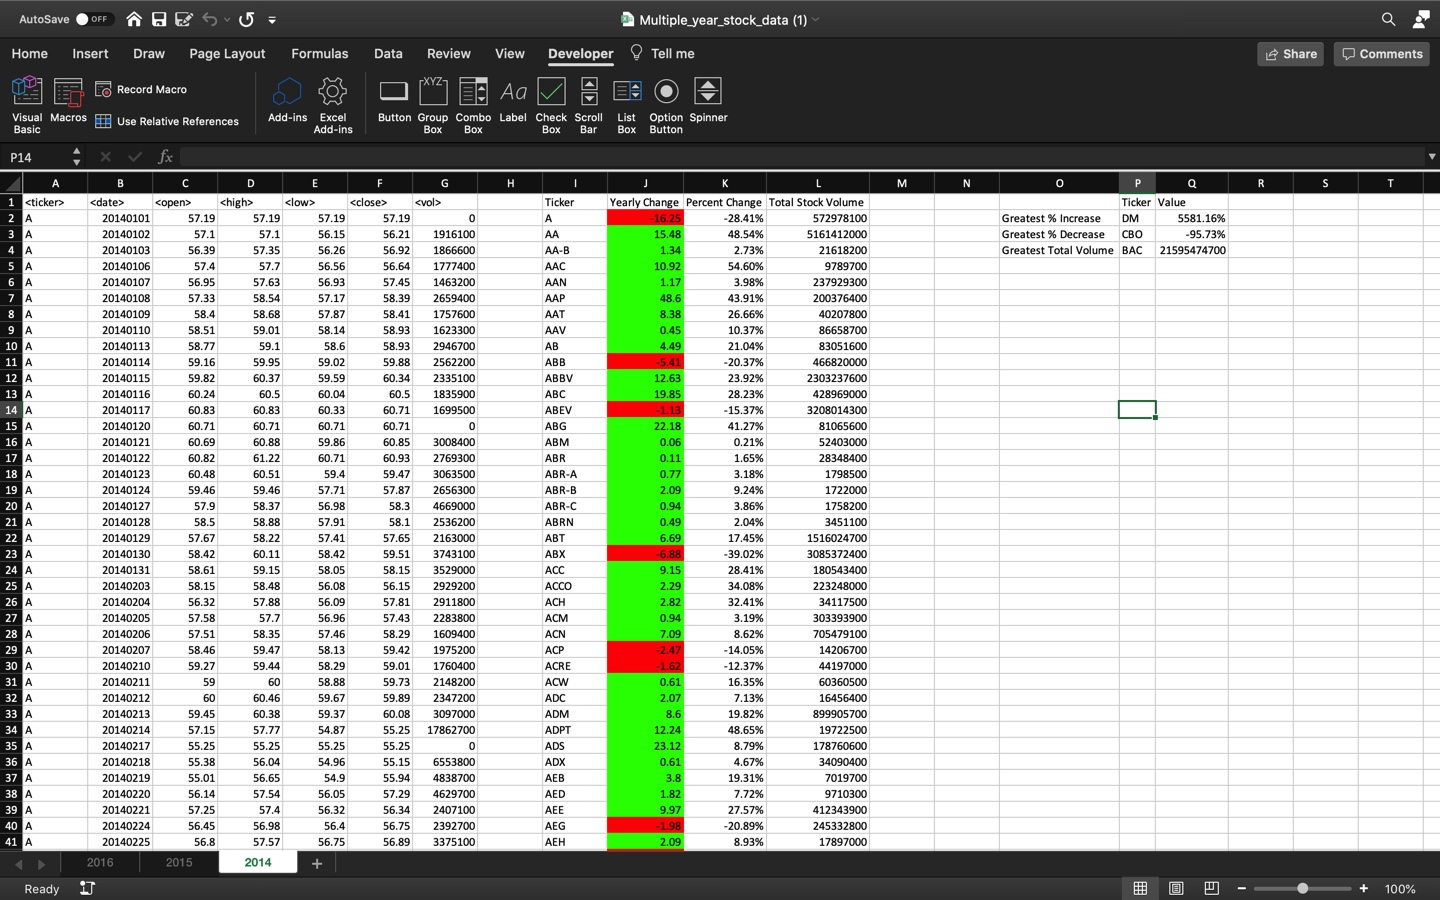 AutoSave OFF Multiple_year_stock_data (1)
Home Insert Draw Page Layout Formulas Data Review View Developer Tell me Share Comments
Visual Basic Macros Record Macro Use Relative References Add-ins Excel Add-ins Button Group Box Combo Box Label Check Box Scroll Bar List Box Option Button Spinner
XYZ Aa
P14 fx
A B C D E F G H I J K L M N O P Q R S T
1 <ticker> <date> <open> <high> <low> <close> <vol> Ticker Yearly Change Percent Change Total Stock Volume Ticker Value
2 A 20140101 57.19 57.19 57.19 57.19 0 A -16.25 -28.41% 572978100 Greatest % Increase DM 5581.16%
3 A 20140102 57.1 57.1 56.15 56.21 1916100 AA 15.48 48.54% 5161412000 Greatest % Decrease CBO -95.73%
4 A 20140103 56.39 57.35 56.26 56.92 1866600 AA-B 1.34 2.73% 21618200 Greatest Total Volume BAC 21595474700
5 A 20140106 57.4 57.7 56.56 56.64 1777400 AAC 10.92 54.60% 9789700
6 A 20140107 56.95 57.63 56.93 57.45 1463200 AAN 1.17 3.98% 237929300
7 A 20140108 57.33 58.54 57.17 58.39 2659400 AAP 48.6 43.91% 200376400
8 A 20140109 58.4 58.68 57.87 58.41 1757600 AAT 8.38 26.66% 40207800
9 A 20140110 58.51 59.01 58.14 58.93 1623300 AAV 0.45 10.37% 86658700
10 A 20140113 58.77 59.1 58.6 58.93 2946700 AB 4.49 21.04% 83051600
11 A 20140114 59.16 59.95 59.02 59.88 2562200 ABB -5.41 -20.37% 466820000
12 A 20140115 59.82 60.37 59.59 60.34 2335100 ABBV 12.63 23.92% 2303237600
13 A 20140116 60.24 60.5 60.04 60.5 1835900 ABC 19.85 28.23% 428969000
14 A 20140117 60.83 60.83 60.33 60.71 1699500 ABEV -1.13 -15.37% 3208014300
15 A 20140120 60.71 60.71 60.71 60.71 0 ABG 22.18 41.27% 81065600
16 A 20140121 60.69 60.88 59.86 60.85 3008400 ABM 0.06 0.21% 52403000
17 A 20140122 60.82 61.22 60.71 60.93 2769300 ABR 0.11 1.65% 28348400
18 A 20140123 60.48 60.51 59.4 59.47 3063500 ABR-A 0.77 3.18% 1798500
19 A 20140124 59.46 59.46 57.71 57.87 2656300 ABR-B 2.09 9.24% 1722000
20 A 20140127 57.9 58.37 56.98 58.3 4669000 ABR-C 0.94 3.86% 1758200
21 A 20140128 58.5 58.88 57.91 58.1 2536200 ABRN 0.49 2.04% 3451100
22 A 20140129 57.67 58.22 57.41 57.65 2163000 ABT 6.69 17.45% 1516024700
23 A 20140130 58.42 60.11 58.42 59.51 3743100 ABX -6.88 -39.02% 3085372400
24 A 20140131 58.61 59.15 58.05 58.15 3529000 ACC 9.15 28.41% 180543400
25 A 20140203 58.15 58.48 56.08 56.15 2929200 ACCO 2.29 34.08% 223248000
26 A 20140204 56.32 57.88 56.09 57.81 2911800 ACH 2.82 32.41% 34117500
27 A 20140205 57.58 57.7 56.96 57.43 2283800 ACM 0.94 3.19% 303393900
28 A 20140206 57.51 58.35 57.46 58.29 1609400 ACN 7.09 8.62% 705479100
29 A 20140207 58.46 59.47 58.13 59.42 1975200 ACP -2.47 -14.05% 14206700
30 A 20140210 59.27 59.44 58.29 59.01 1760400 ACRE -1.62 -12.37% 44197000
31 A 20140211 59 60 58.88 59.73 2148200 ACW 0.61 16.35% 60360500
32 A 20140212 60 60.46 59.67 59.89 2347200 ADC 2.07 7.13% 16456400
33 A 20140213 59.45 60.38 59.37 60.08 3097000 ADM 8.6 19.82% 899905700
34 A 20140214 57.15 57.77 54.87 55.25 17862700 ADPT 12.24 48.65% 19722500
35 A 20140217 55.25 55.25 55.25 55.25 0 ADS 23.12 8.79% 178760600
36 A 20140218 55.38 56.04 54.96 55.15 6553800 ADX 0.61 4.67% 34090400
37 A 20140219 55.01 56.65 54.9 55.94 4838700 AEB 3.8 19.31% 7019700
38 A 20140220 56.14 57.54 56.05 57.29 4629700 AED 1.82 7.72% 9710300
39 A 20140221 57.25 57.4 56.32 56.34 2407100 AEE 9.97 27.57% 412343900
40 A 20140224 56.45 56.98 56.4 56.75 2392700 AEG -1.98 -20.89% 245332800
41 A 20140225 56.8 57.57 56.75 56.89 3375100 AEH 2.09 8.93% 17897000
2016 2015 2014 +
Ready 100%